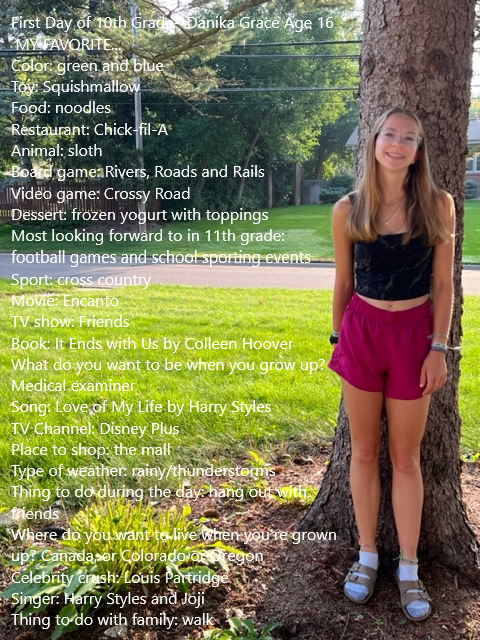 First Day of 10th Grade - Danika Grace Age 16
MY FAVORITE...
Color: green and blue
Toy: Squishmallow
Food: noodles
Restaurant: Chick-fil-A
Animal: sloth
Board game: Rivers, Roads and Rails
Video game: Crossy Road
Dessert: frozen yogurt with toppings
Most looking forward to in 11th grade:
football games and school sporting events
Sport: cross country
Movie: Encanto
TV show: Friends
Book: It Ends with Us by Colleen Hoover
What do you want to be when you grow up?
Medical examiner
Song: Love of My Life by Harry Styles
TV Channel: Disney Plus
Place to shop: the mall
Type of weather: rainy/thunderstorms
Thing to do during the day: hang out with
friends
Where do you want to live when you're grown
up? Canada, or Colorado or Oregon
Celebrity crush: Louis Partridge
Singer: Harry Styles and Joji
Thing to do with family: walk